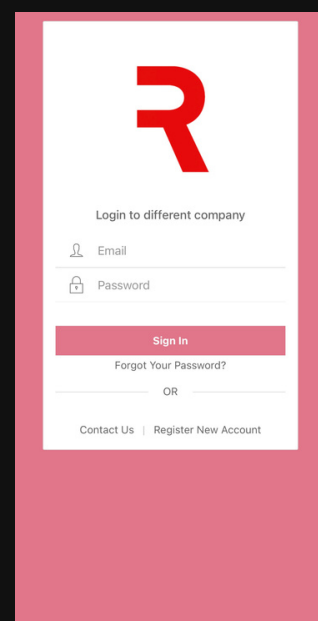 R
Login to different company
Email
Password
Sign In
Forgot Your Password?
OR
Contact Us | Register New Account